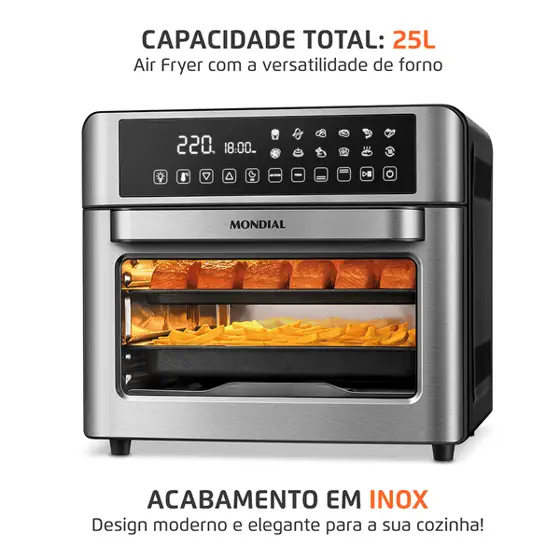 CAPACIDADE TOTAL: 25L
Air Fryer com a versatilidade de forno
220 18:00
MONDIAL
ACABAMENTO EM INOX
Design moderno e elegante para a sua cozinha!